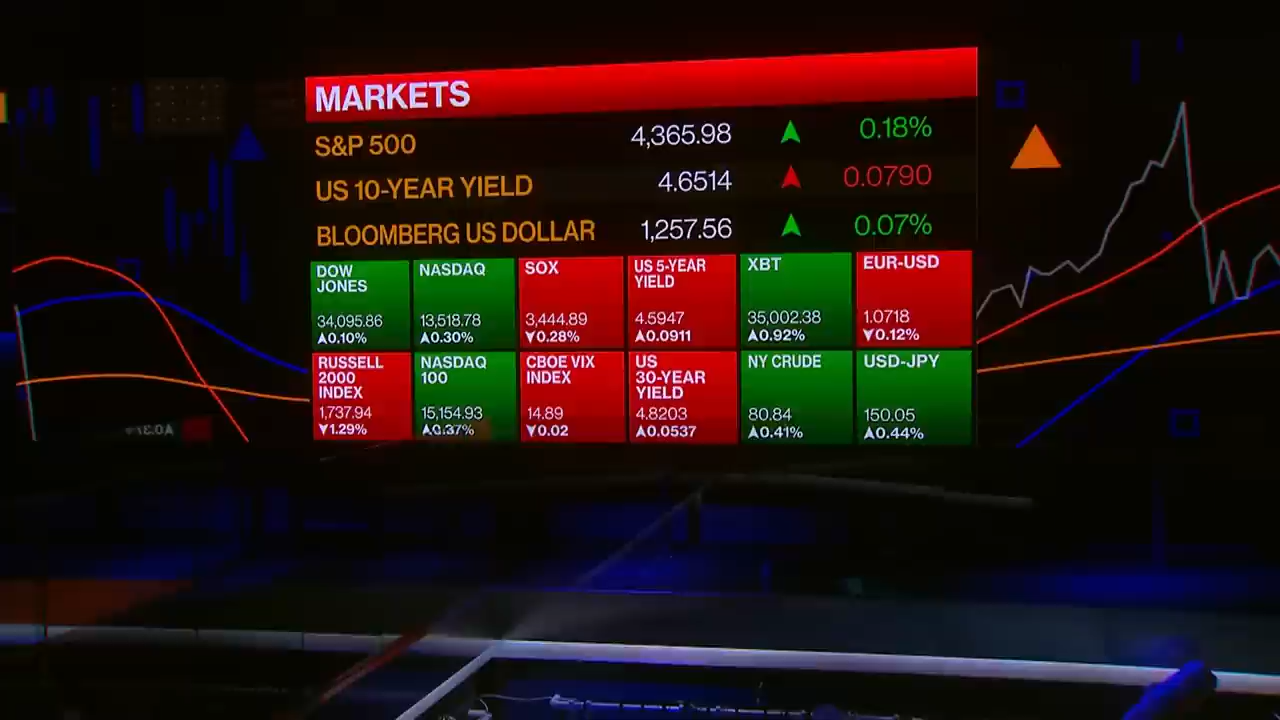 MARKETS
S&P 500 4,365.98 ▲ 0.18%
US 10-YEAR YIELD 4.6514 ▲ 0.0790
BLOOMBERG US DOLLAR 1,257.56 ▲ 0.07%
DOW
JONES
34,095.86
▲0.10%
NASDAQ
13,518.78
▲0.30%
SOX
3,444.89
▼0.28%
US 5-YEAR
YIELD
4.5947
▲0.0911
XBT
35,002.38
▲0.92%
EUR-USD
1.0718
▼0.12%
RUSSELL
2000
INDEX
1,737.94
▼1.29%
NASDAQ
100
15,154.93
▲0.37%
CBOE VIX
INDEX
14.89
▼0.02
US
30-YEAR
YIELD
4.8203
▲0.0537
NY CRUDE
80.84
▲0.41%
USD-JPY
150.05
▲0.44%